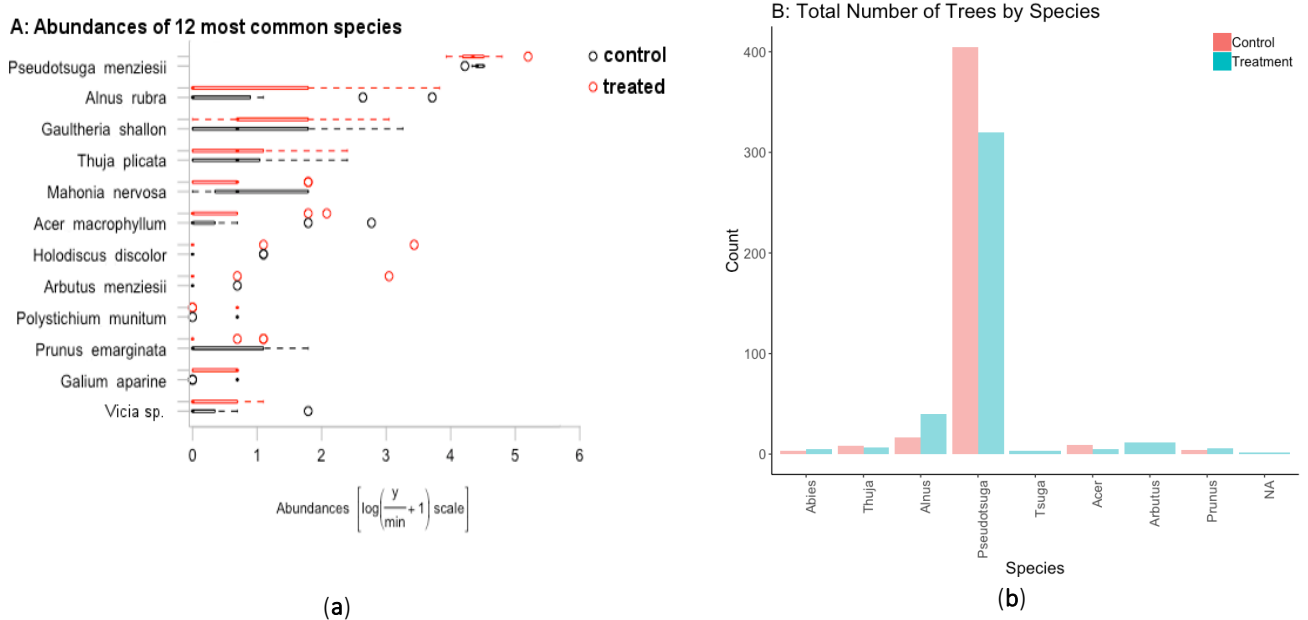 A: Abundances of 12 most common species
control
treated
Pseudotsuga menziesii
Alnus rubra
Gaultheria shallon
Thuja plicata
Mahonia nervosa
Acer macrophyllum
Holodiscus discolor
Arbutus menziesii
Polystichium munitum
Prunus emarginata
Galium aparine
Vicia sp.
0 1 2 3 4 5 6
Abundances [log(y/min + 1) scale]
(a)
B: Total Number of Trees by Species
Control
Treatment
Count
400
300
200
100
0
Abies
Thuja
Alnus
Pseudotsuga
Tsuga
Acer
Arbutus
Prunus
NA
Species
(b)